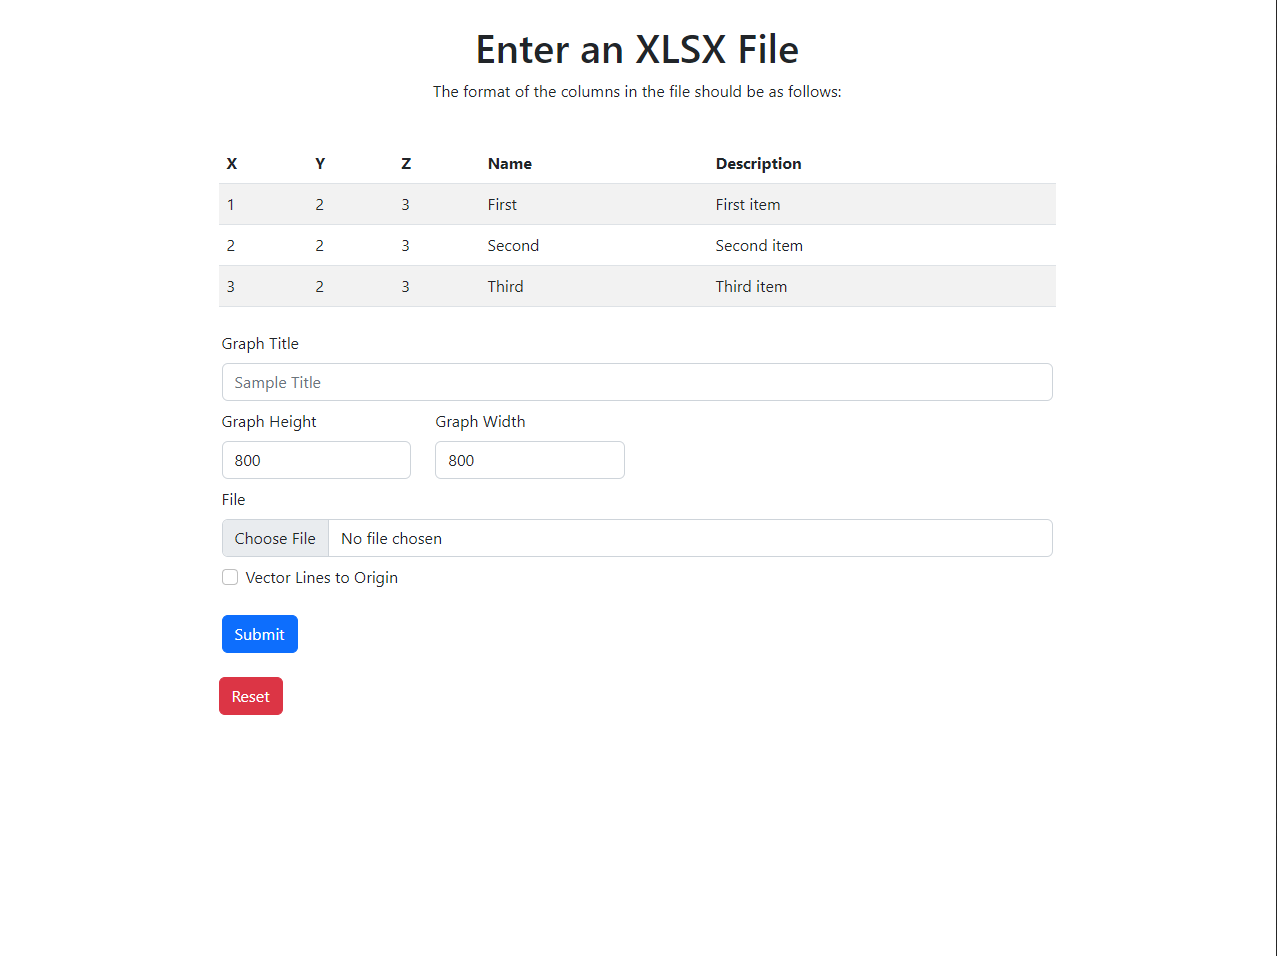 Enter an XLSX File
The format of the columns in the file should be as follows:
X Y Z Name Description
1 2 3 First First item
2 2 3 Second Second item
3 2 3 Third Third item
Graph Title
Sample Title
Graph Height Graph Width
800 800
File
Choose File No file chosen
Vector Lines to Origin
Submit
Reset